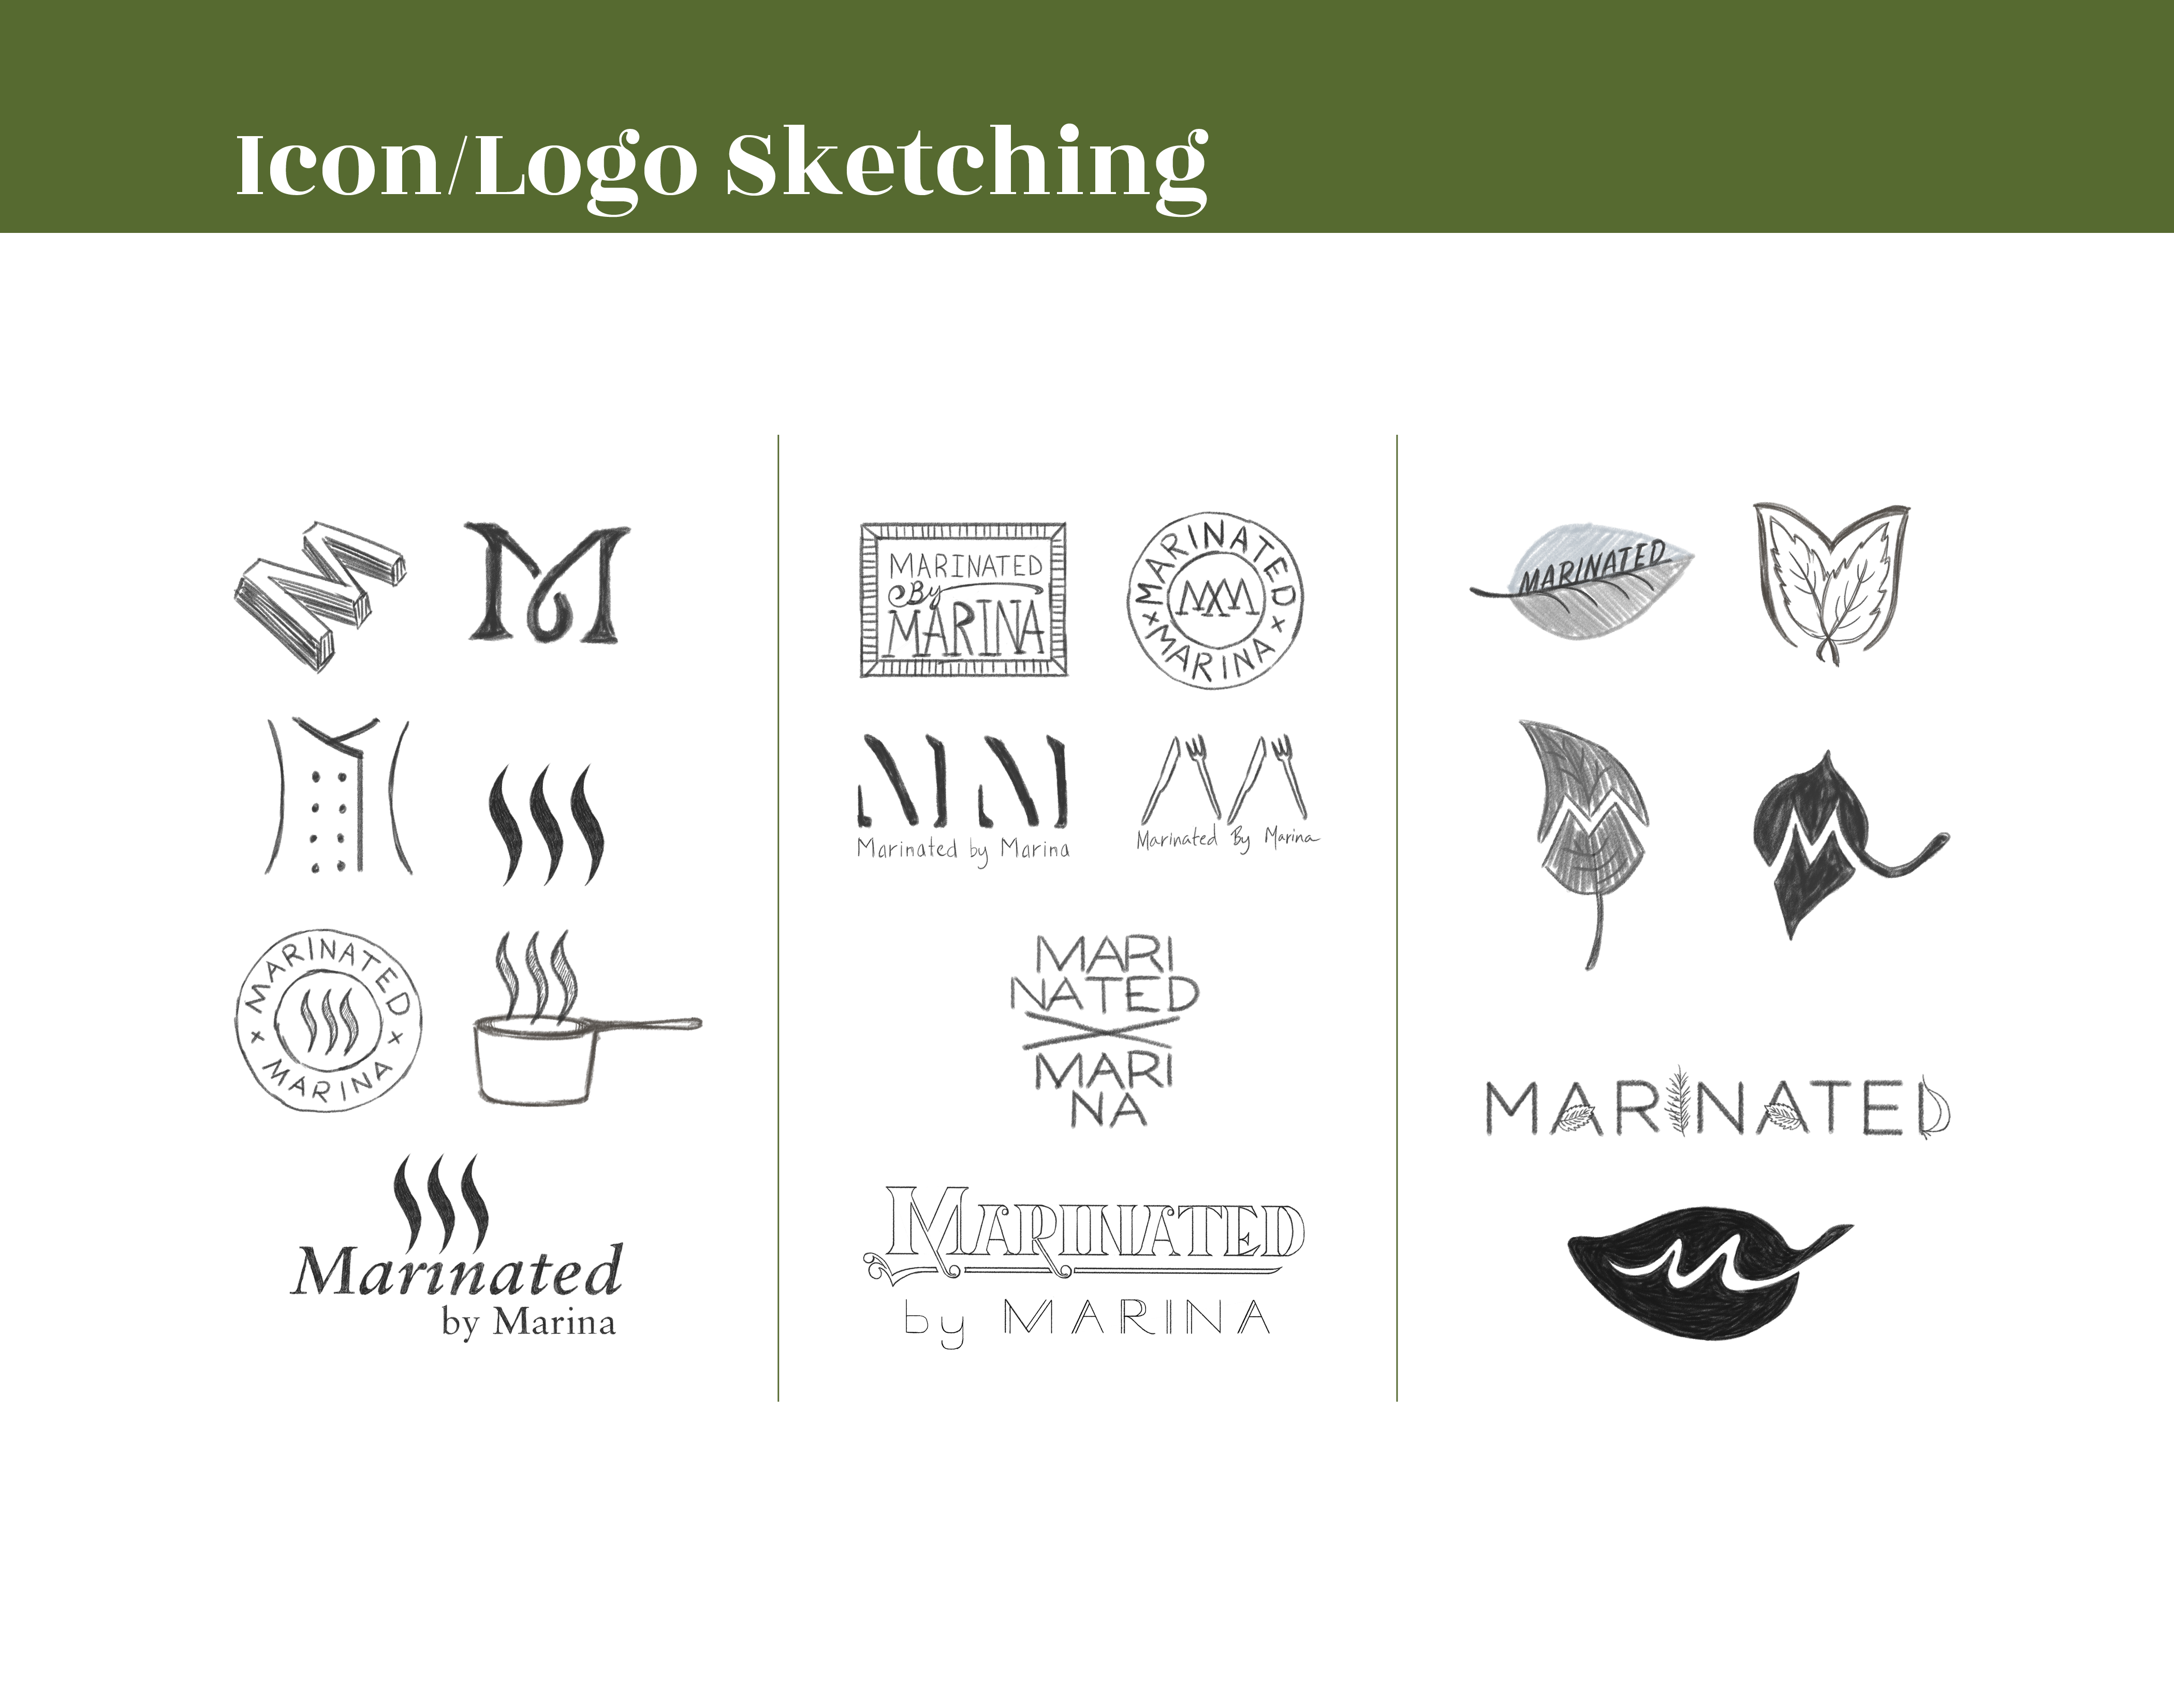 Icon/Logo Sketching
M
M
MARINATED
x x
MARINA
Marinated
by Marina
MARINATED
By
MARINA
MARINATED
MM
x x
MARINA
Marinated by Marina
Marinated By Marina
MARI
NATED
MARI
NA
MARINATED
by MARINA
MARINATED
M
M
MARINATED
M